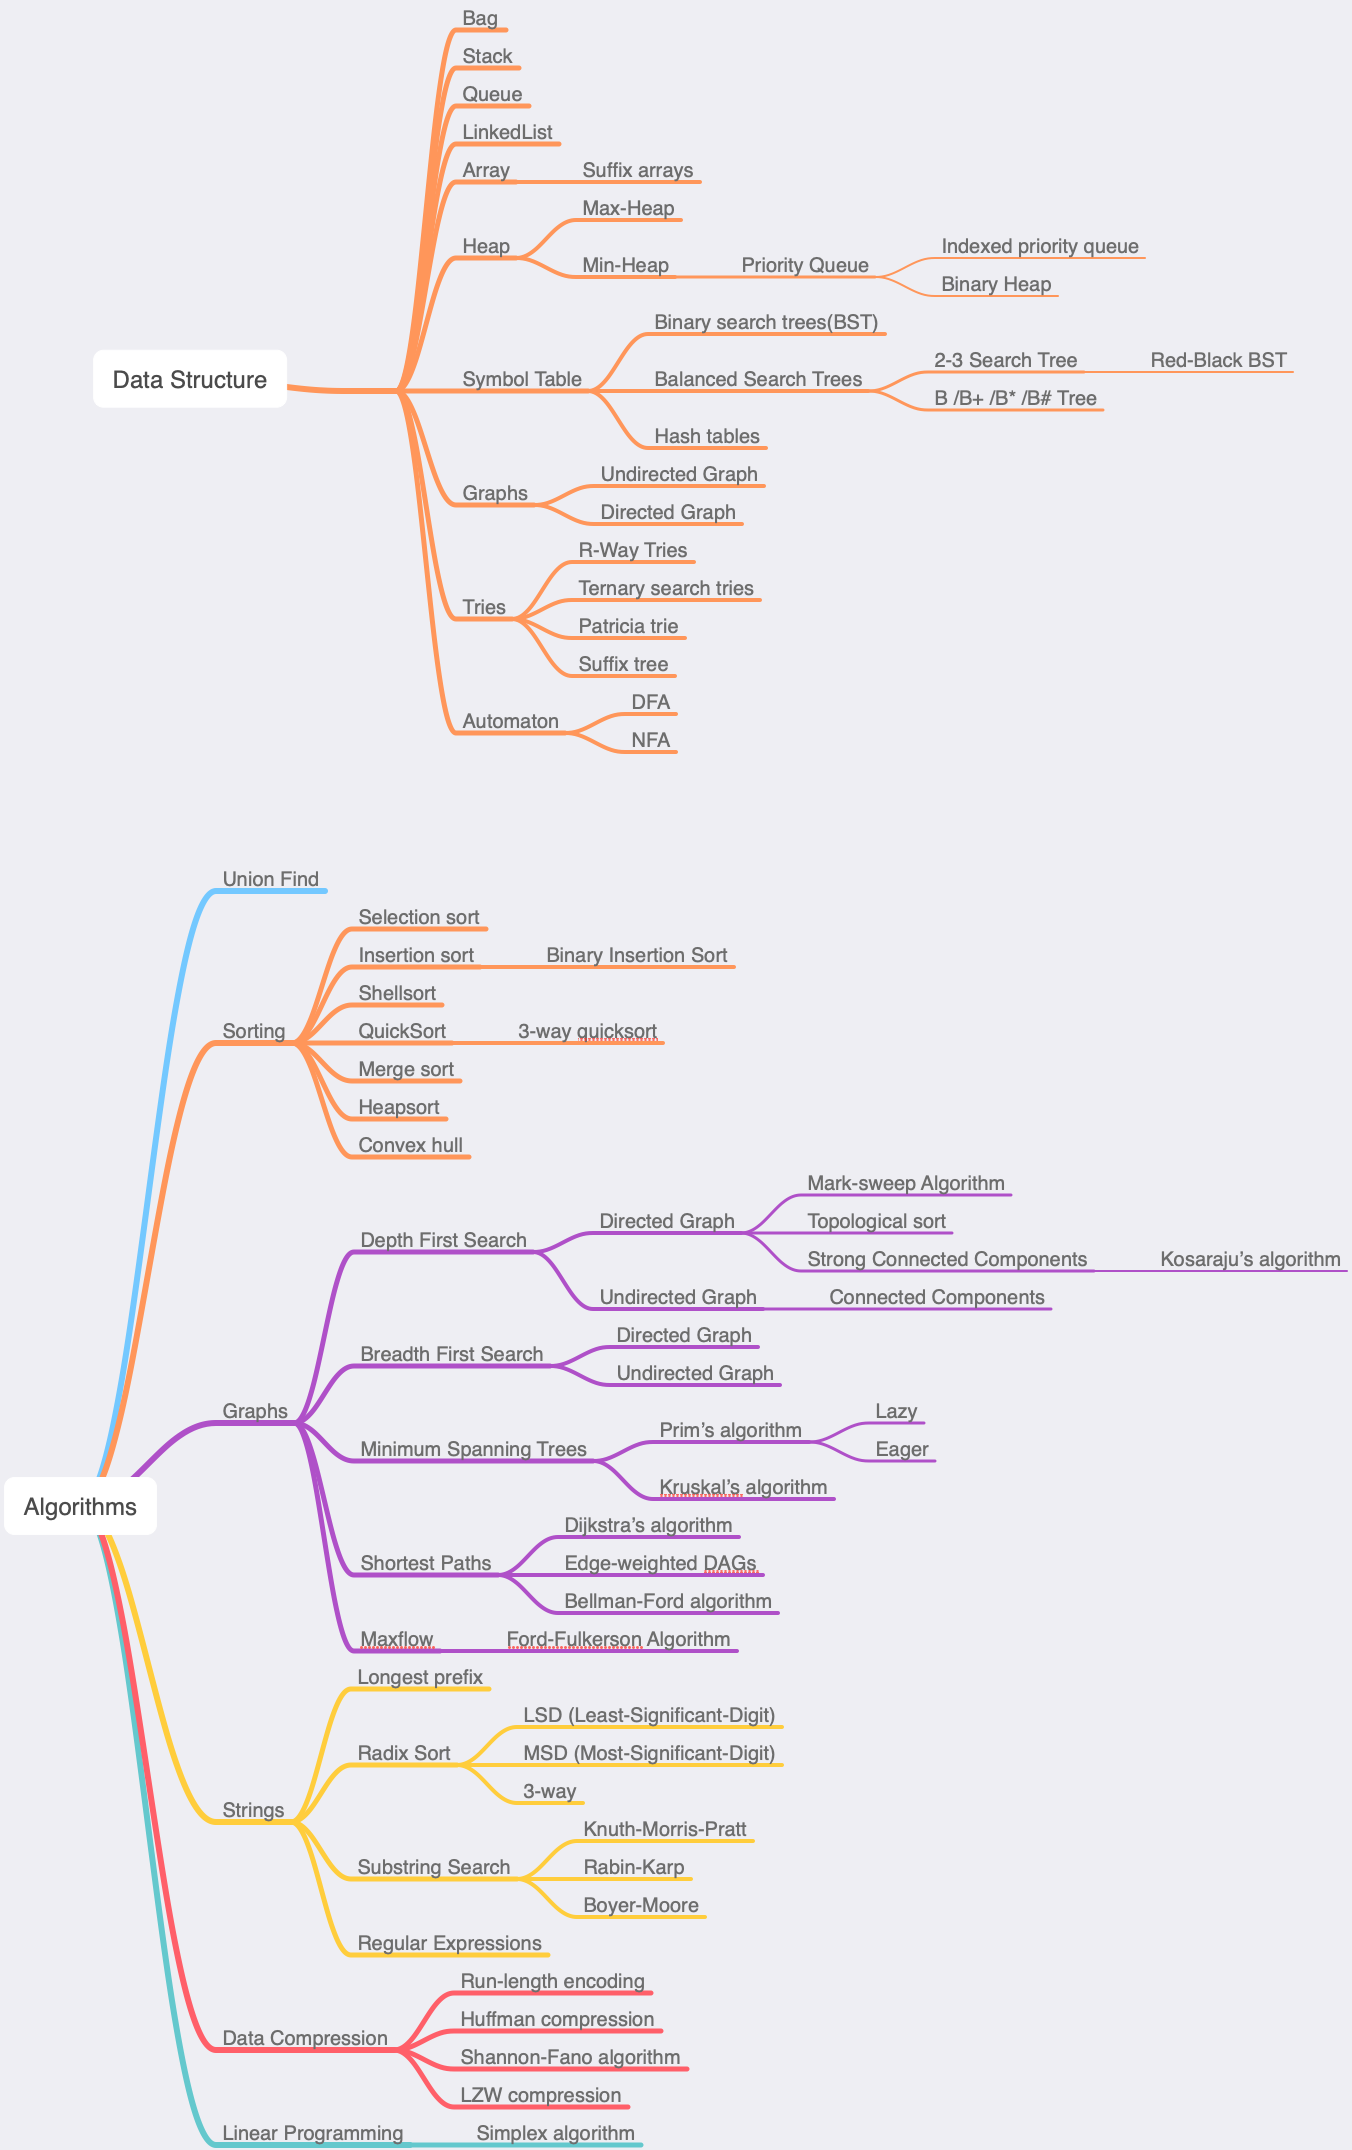 Bag
Stack
Queue
LinkedList
Array
Suffix arrays
Heap
Max-Heap
Min-Heap
Priority Queue
Indexed priority queue
Binary Heap
Data Structure
Symbol Table
Binary search trees(BST)
Balanced Search Trees
2-3 Search Tree
Red-Black BST
B /B+ /B* /B# Tree
Hash tables
Graphs
Undirected Graph
Directed Graph
Tries
R-Way Tries
Ternary search tries
Patricia trie
Suffix tree
Automaton
DFA
NFA
Algorithms
Union Find
Sorting
Selection sort
Insertion sort
Binary Insertion Sort
Shellsort
QuickSort
3-way quicksort
Merge sort
Heapsort
Convex hull
Graphs
Depth First Search
Directed Graph
Mark-sweep Algorithm
Topological sort
Strong Connected Components
Kosaraju’s algorithm
Undirected Graph
Connected Components
Breadth First Search
Directed Graph
Undirected Graph
Minimum Spanning Trees
Prim’s algorithm
Lazy
Eager
Kruskal’s algorithm
Shortest Paths
Dijkstra’s algorithm
Edge-weighted DAGs
Bellman-Ford algorithm
Maxflow
Ford-Fulkerson Algorithm
Strings
Longest prefix
Radix Sort
LSD (Least-Significant-Digit)
MSD (Most-Significant-Digit)
3-way
Substring Search
Knuth-Morris-Pratt
Rabin-Karp
Boyer-Moore
Regular Expressions
Data Compression
Run-length encoding
Huffman compression
Shannon-Fano algorithm
LZW compression
Linear Programming
Simplex algorithm